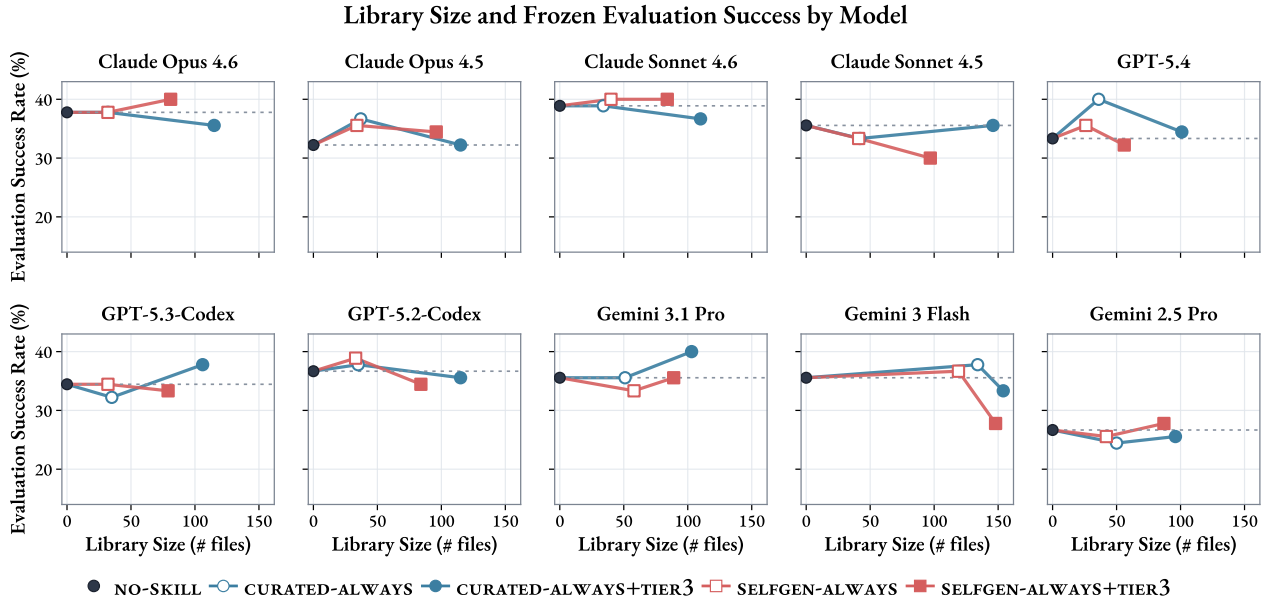 Library Size and Frozen Evaluation Success by Model
Claude Opus 4.6
Claude Opus 4.5
Claude Sonnet 4.6
Claude Sonnet 4.5
GPT-5.4
Evaluation Success Rate (%)
40
30
20
GPT-5.3-Codex
GPT-5.2-Codex
Gemini 3.1 Pro
Gemini 3 Flash
Gemini 2.5 Pro
Evaluation Success Rate (%)
40
30
20
0 50 100 150
0 50 100 150
0 50 100 150
0 50 100 150
0 50 100 150
Library Size (# files)
Library Size (# files)
Library Size (# files)
Library Size (# files)
Library Size (# files)
NO-SKILL CURATED-ALWAYS CURATED-ALWAYS+TIER3 SELFGEN-ALWAYS SELFGEN-ALWAYS+TIER3